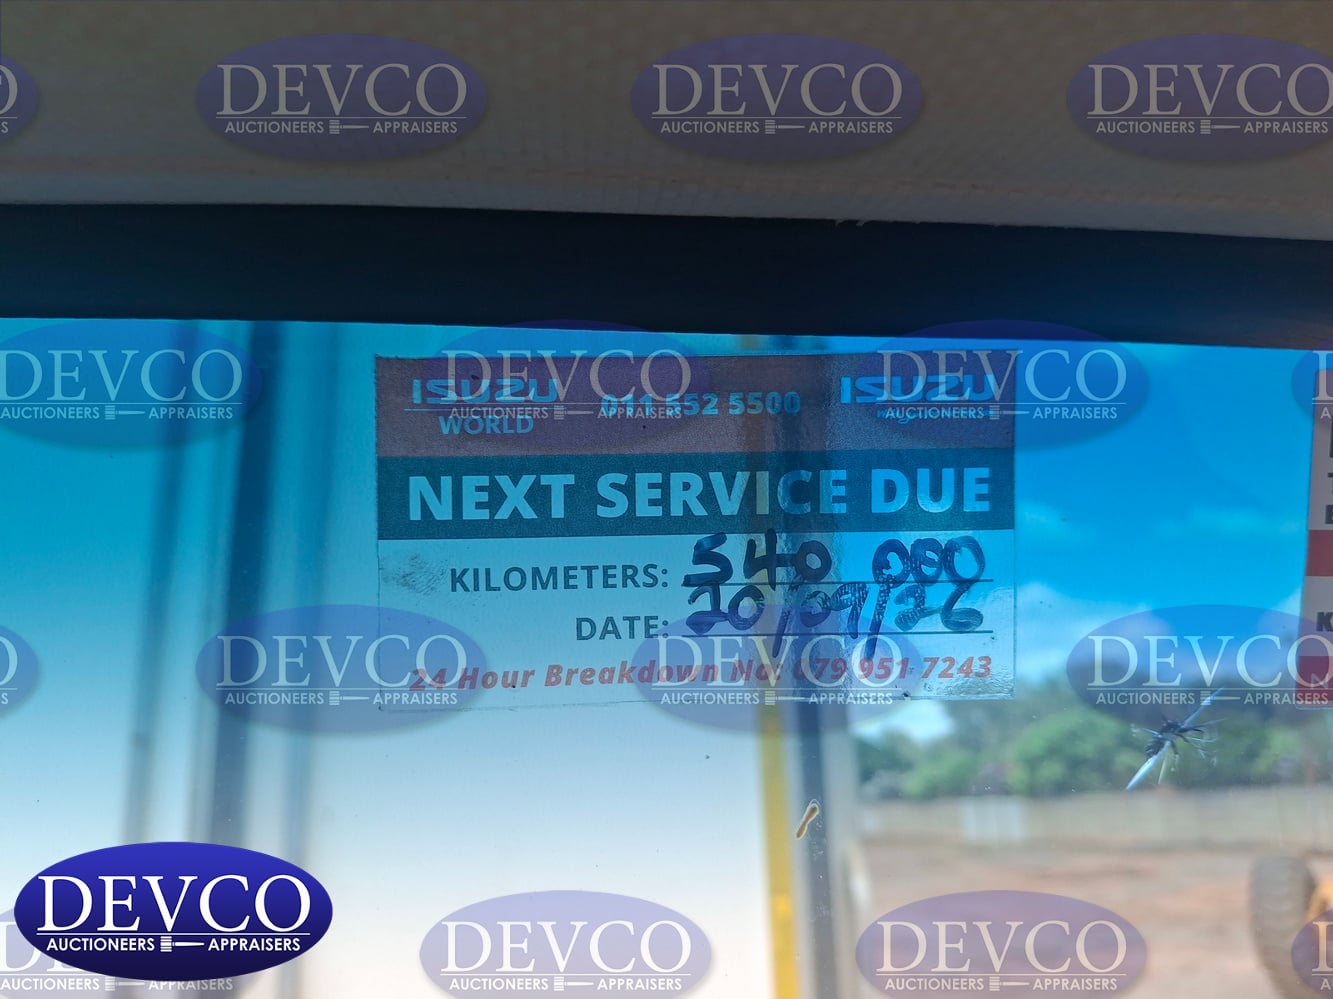 ISUZU WORLD
011 552 5500
ISUZU
NEXT SERVICE DUE
KILOMETERS: 540 000
DATE: 20/09/26
24 Hour Breakdown No: 079 951 7243
DEVCO
AUCTIONEERS APPRAISERS